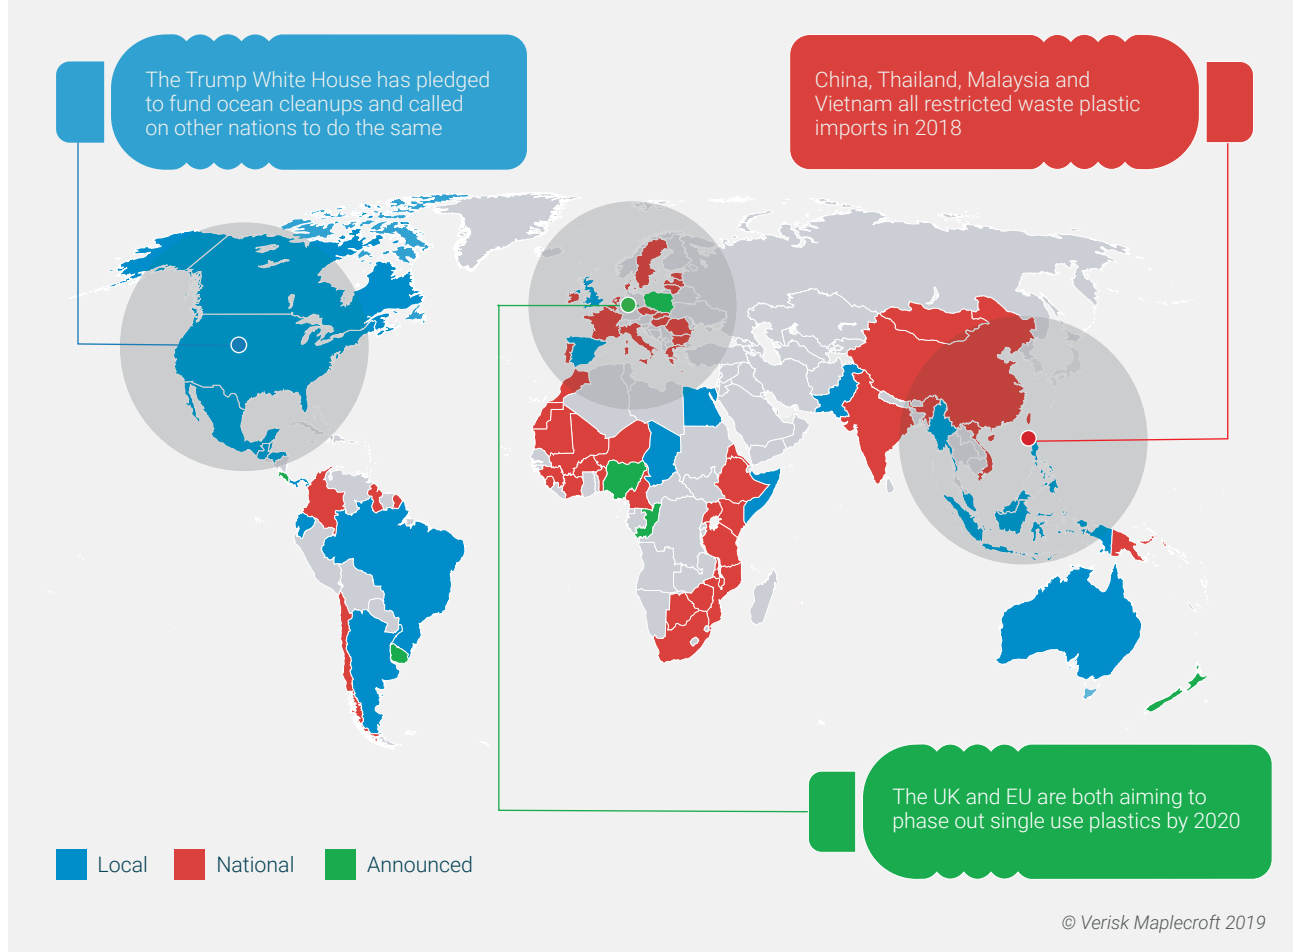 The Trump White House has pledged
to fund ocean cleanups and called
on other nations to do the same
China, Thailand, Malaysia and
Vietnam all restricted waste plastic
imports in 2018
The UK and EU are both aiming to
phase out single use plastics by 2020
Local
National
Announced
© Verisk Maplecroft 2019